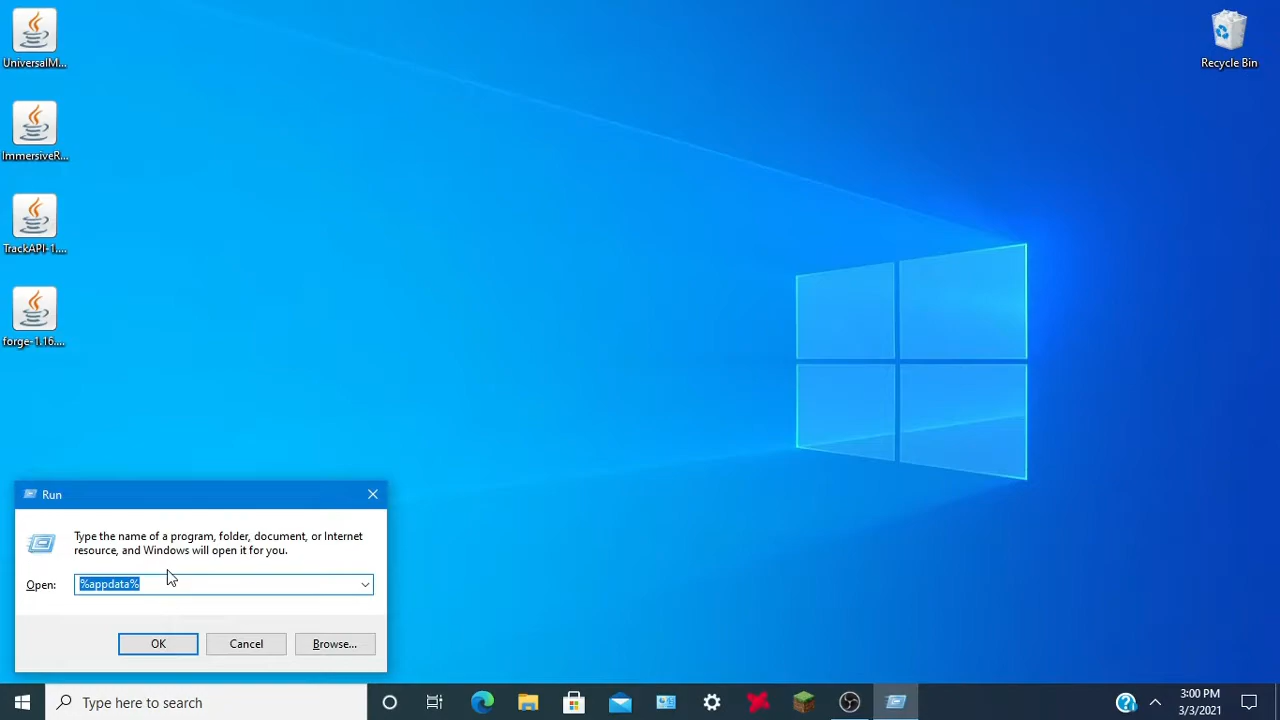 UniversalM...
Recycle Bin
ImmersiveR...
TrackAPI-1....
forge-1.16....
Run
Type the name of a program, folder, document, or Internet
resource, and Windows will open it for you.
Open:
%appdata%
OK
Cancel
Browse...
Type here to search
3:00 PM
3/3/2021